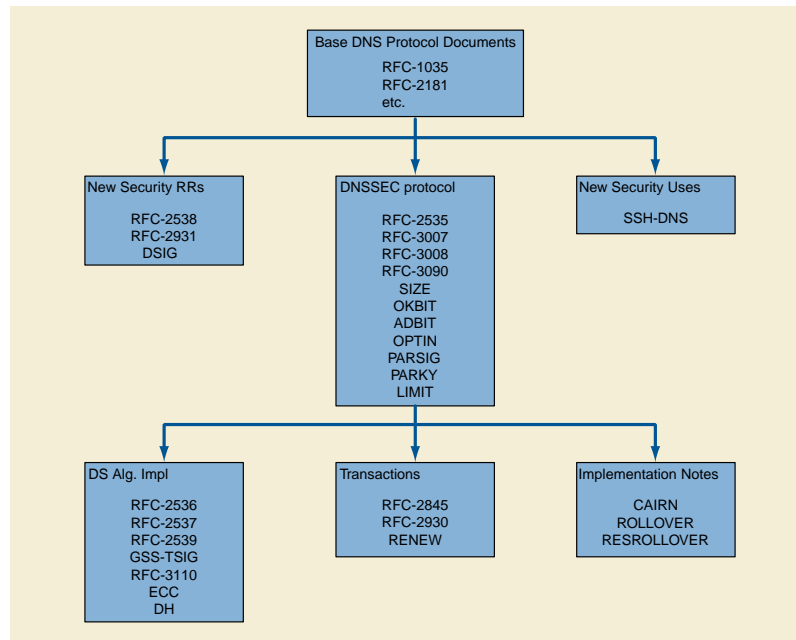 Base DNS Protocol Documents
RFC-1035
RFC-2181
etc.
New Security RRs
RFC-2538
RFC-2931
DSIG
DNSSEC protocol
RFC-2535
RFC-3007
RFC-3008
RFC-3090
SIZE
OKBIT
ADBIT
OPTIN
PARSIG
PARKY
LIMIT
New Security Uses
SSH-DNS
DS Alg. Impl
RFC-2536
RFC-2537
RFC-2539
GSS-TSIG
RFC-3110
ECC
DH
Transactions
RFC-2845
RFC-2930
RENEW
Implementation Notes
CAIRN
ROLLOVER
RESROLLOVER